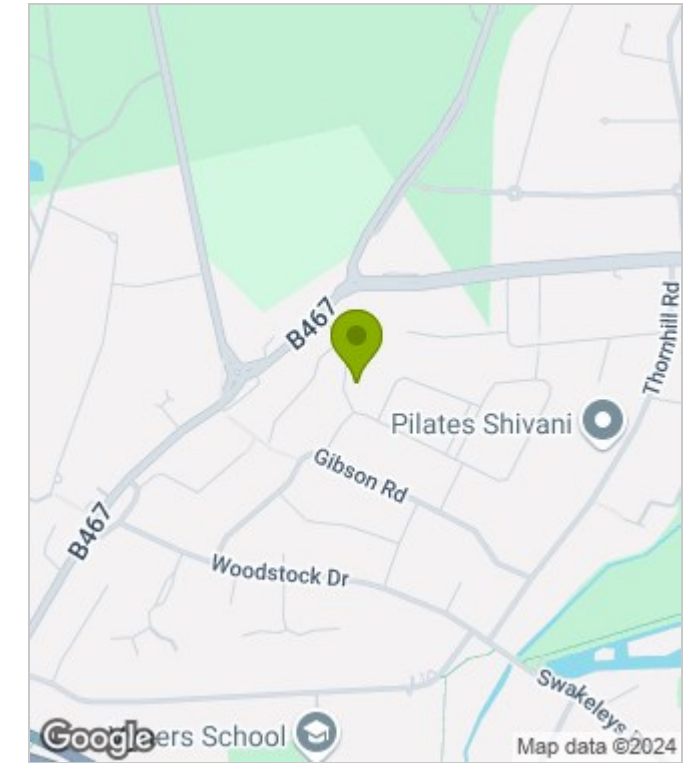 Thornhill Rd
B467
Pilates Shivani
Gibson Rd
B467
Woodstock Dr
Swakeleys
Google
ers School
Map data ©2024